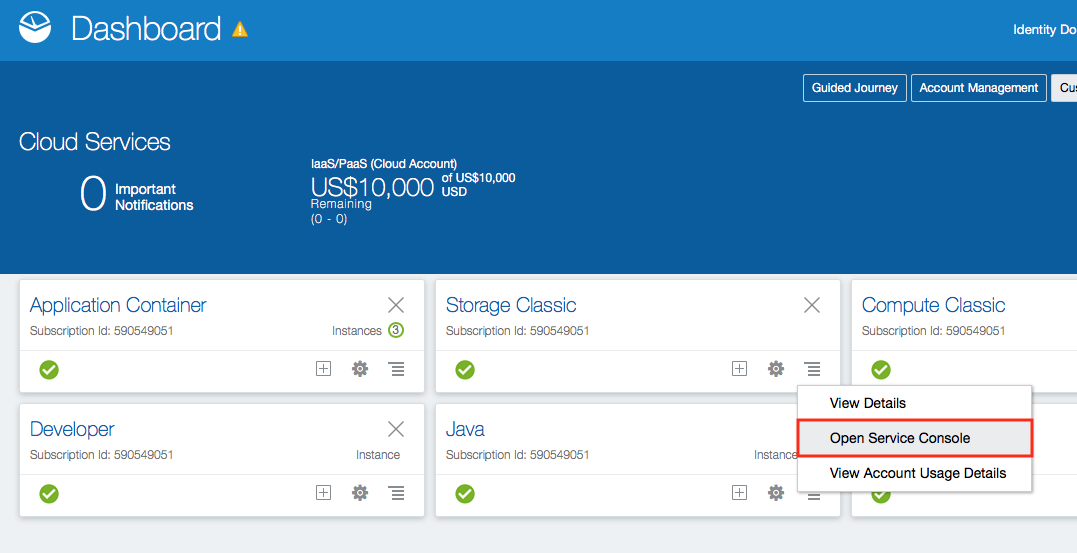 Dashboard
Identity Do
Guided Journey
Account Management
Cus
Cloud Services
0
Important
Notifications
IaaS/PaaS (Cloud Account)
US$10,000
of US$10,000
USD
Remaining
(0 - 0)
Application Container
Subscription Id: 590549051
Instances 3
Storage Classic
Subscription Id: 590549051
Compute Classic
Subscription Id: 590549051
View Details
Open Service Console
View Account Usage Details
Developer
Subscription Id: 590549051
Instance
Java
Subscription Id: 590549051
Instance